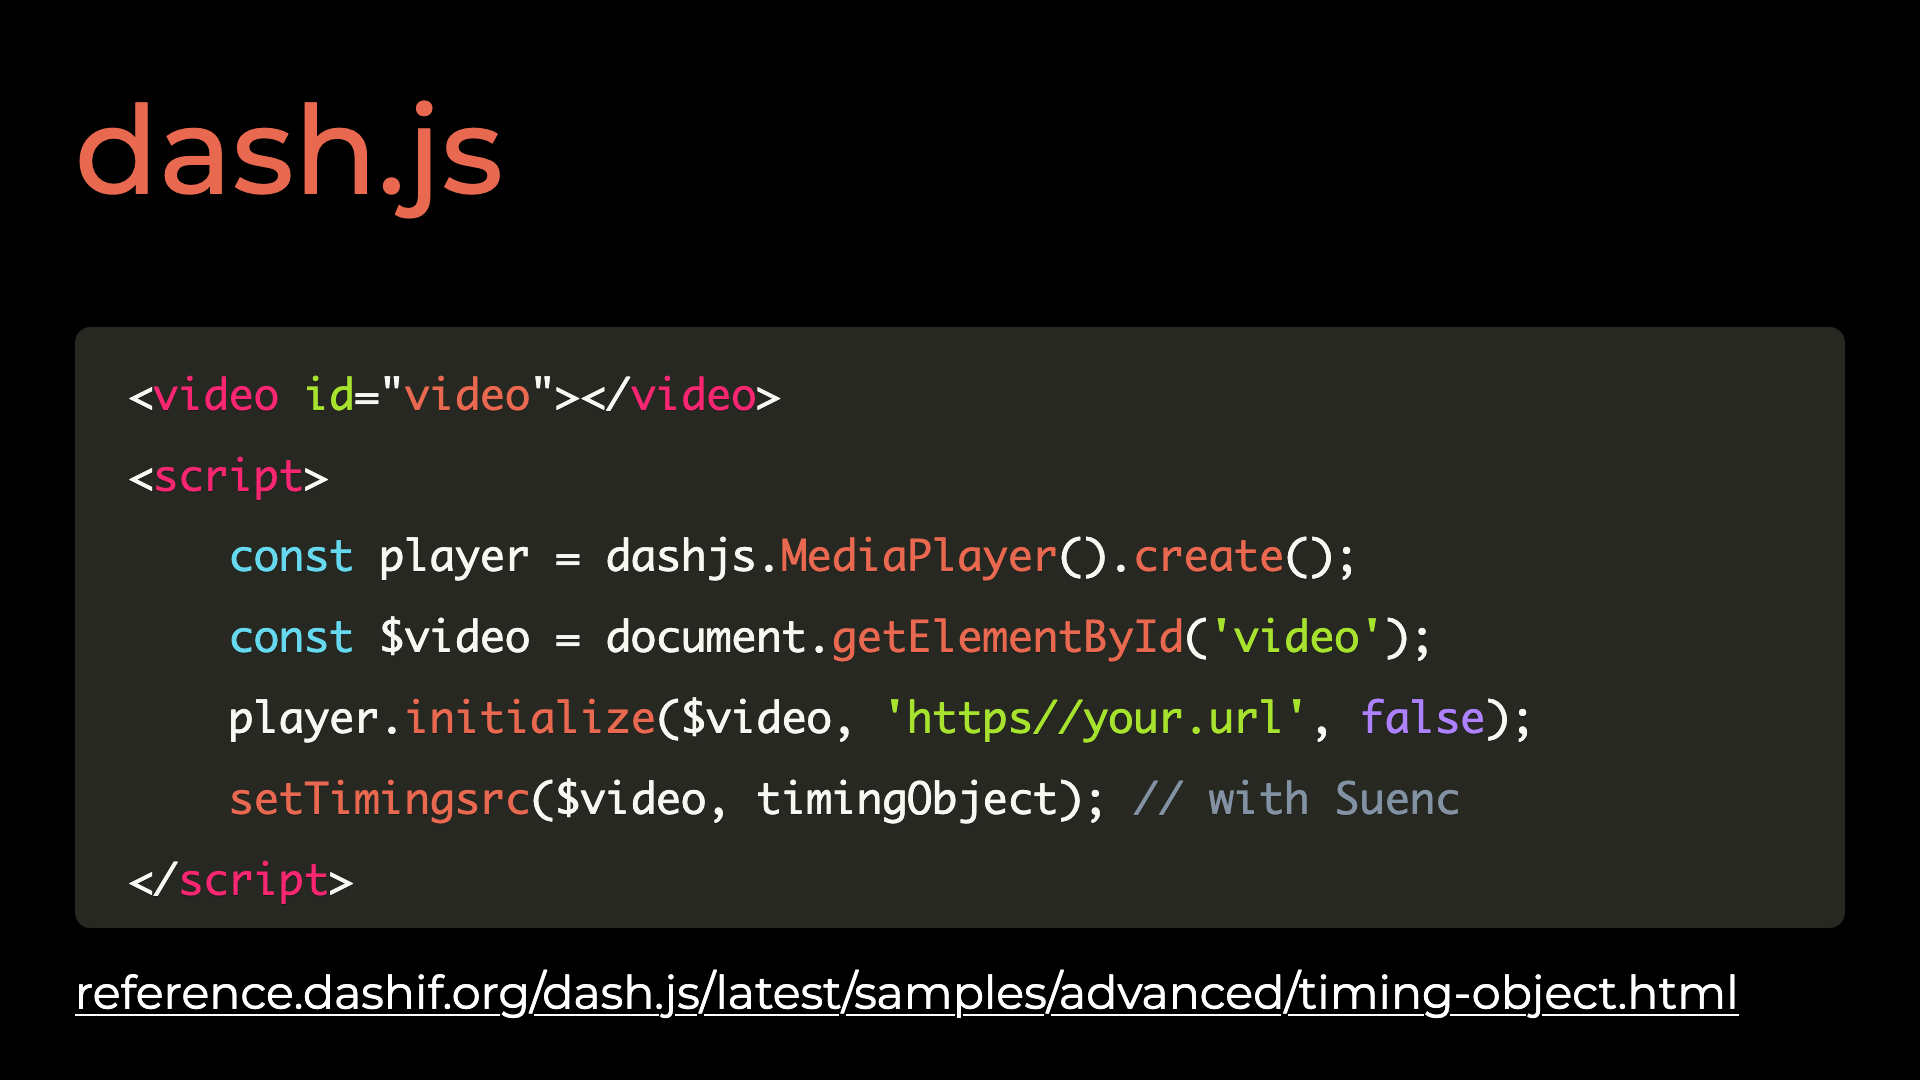 dash.js
<video id="video"></video>
<script>
const player = dashjs.MediaPlayer().create();
const $video = document.getElementById('video');
player.initialize($video, 'https//your.url', false);
setTimingsrc($video, timingObject); // with Suenc
</script>
reference.dashif.org/dash.js/latest/samples/advanced/timing-object.html